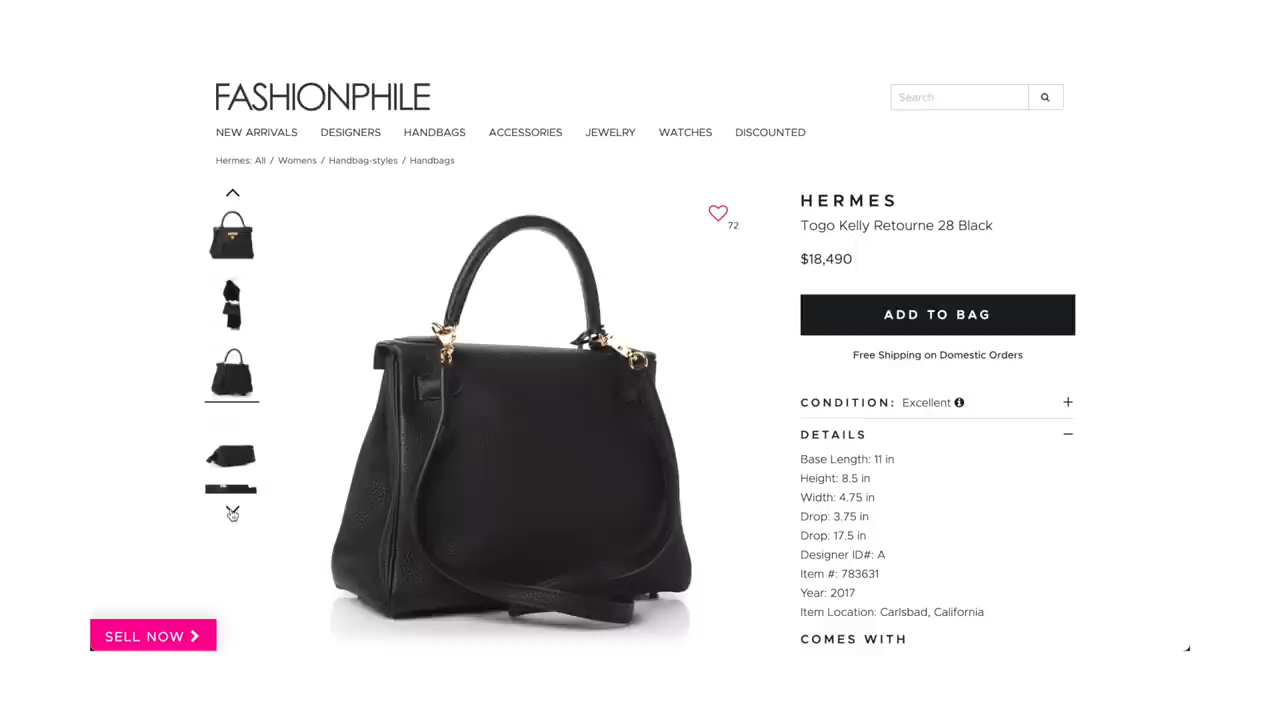 FASHIONPHILE
Search
NEW ARRIVALS DESIGNERS HANDBAGS ACCESSORIES JEWELRY WATCHES DISCOUNTED
Hermes: All / Womens / Handbag-styles / Handbags
72
HERMES
Togo Kelly Retourne 28 Black
$18,490
ADD TO BAG
Free Shipping on Domestic Orders
CONDITION: Excellent
DETAILS
Base Length: 11 in
Height: 8.5 in
Width: 4.75 in
Drop: 3.75 in
Drop: 17.5 in
Designer ID#: A
Item #: 783631
Year: 2017
Item Location: Carlsbad, California
COMES WITH
SELL NOW